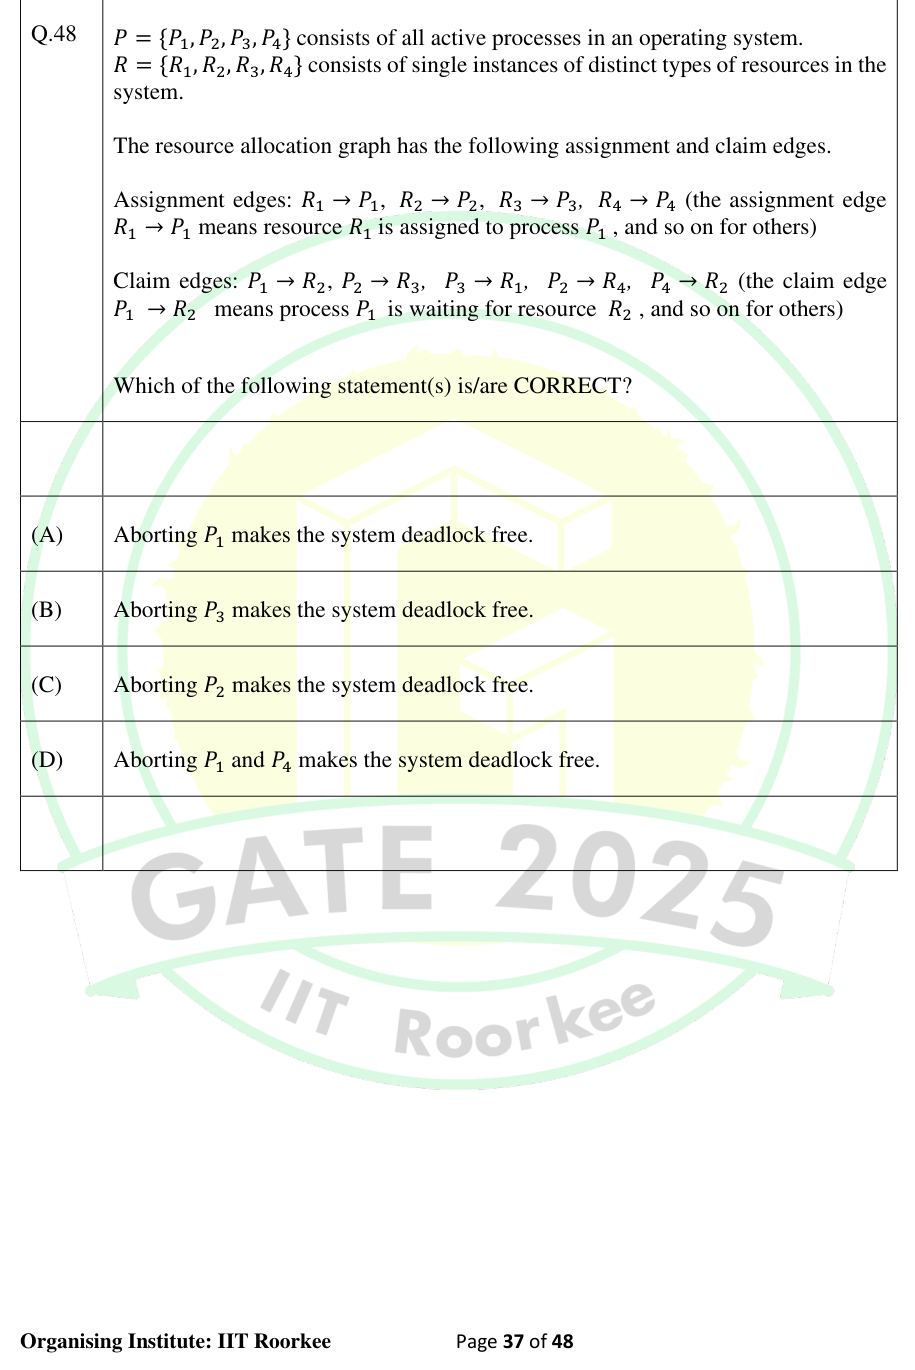 Q.48
P = {P₁, P₂, P₃, P₄} consists of all active processes in an operating system.
R = {R₁, R₂, R₃, R₄} consists of single instances of distinct types of resources in the
system.
The resource allocation graph has the following assignment and claim edges.
Assignment edges: R₁ → P₁, R₂ → P₂, R₃ → P₃, R₄ → P₄ (the assignment edge
R₁ → P₁ means resource R₁ is assigned to process P₁ , and so on for others)
Claim edges: P₁ → R₂, P₂ → R₃, P₃ → R₁, P₂ → R₄, P₄ → R₂ (the claim edge
P₁ → R₂ means process P₁ is waiting for resource R₂ , and so on for others)
Which of the following statement(s) is/are CORRECT?
(A) Aborting P₁ makes the system deadlock free.
(B) Aborting P₃ makes the system deadlock free.
(C) Aborting P₂ makes the system deadlock free.
(D) Aborting P₁ and P₄ makes the system deadlock free.
GATE 2025
IIT Roorkee
Organising Institute: IIT Roorkee Page 37 of 48